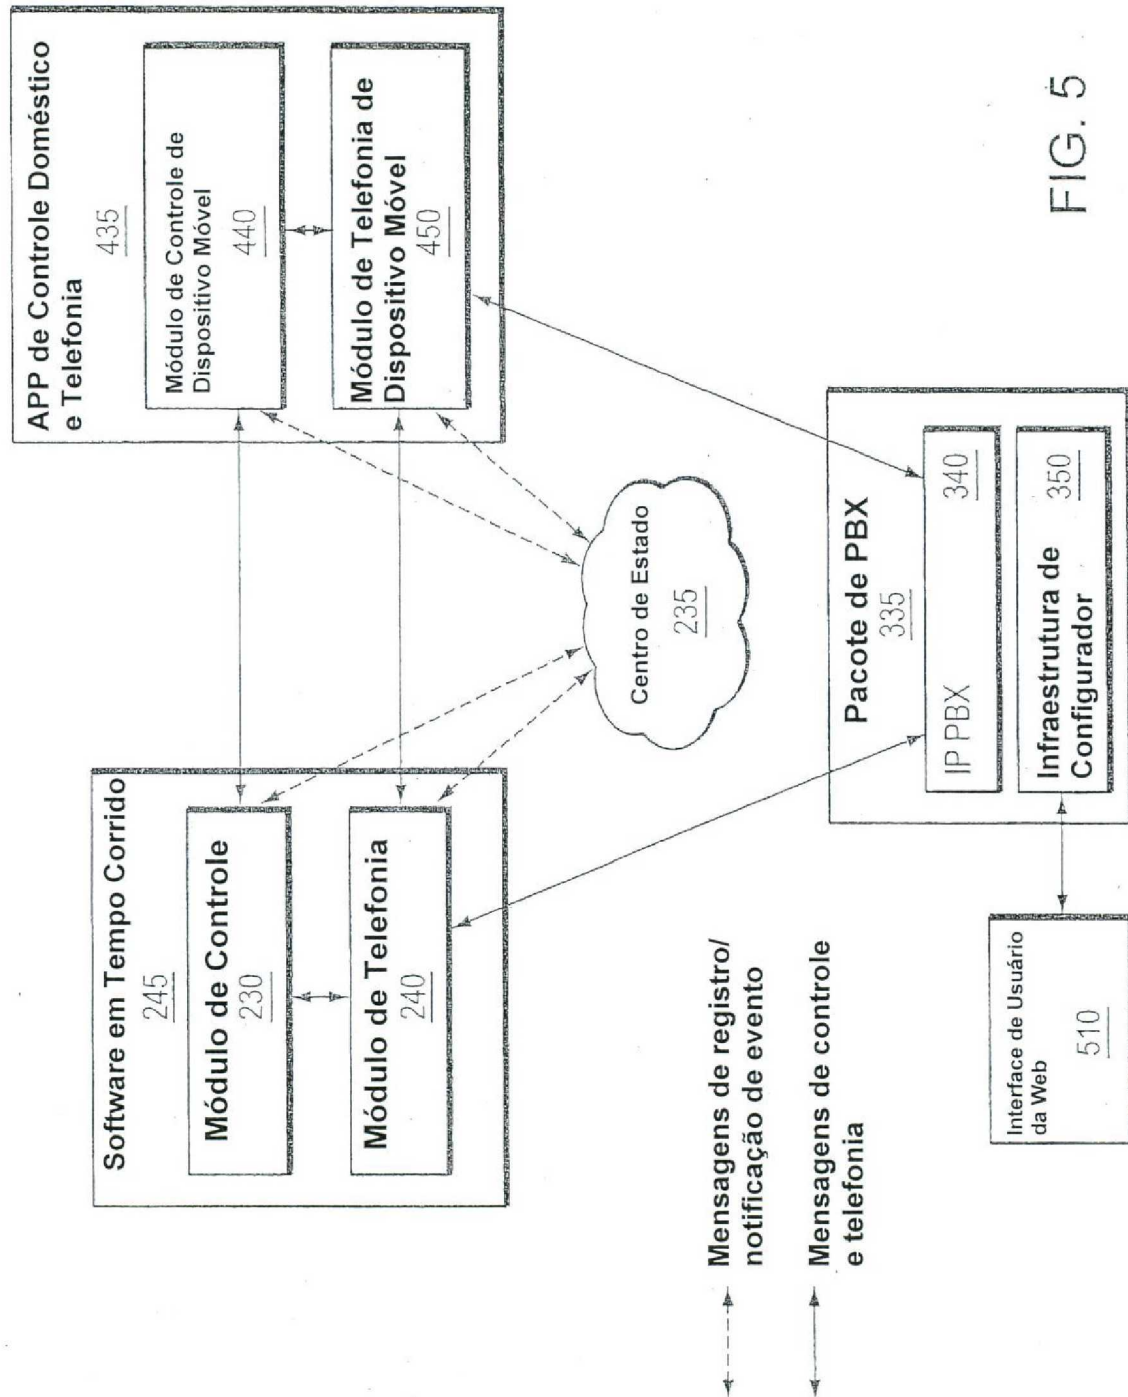 Software em Tempo Corrido
245
Módulo de Controle
230
Módulo de Telefonia
240
APP de Controle Doméstico
e Telefonia
435
Módulo de Controle de
Dispositivo Móvel
440
Módulo de Telefonia de
Dispositivo Móvel
450
Centro de Estado
235
Pacote de PBX
335
IP PBX 340
Infraestrutura de
Configurador
350
Interface de Usuário
da Web
510
Mensagens de registro/
notificação de evento
Mensagens de controle
e telefonia
FIG. 5